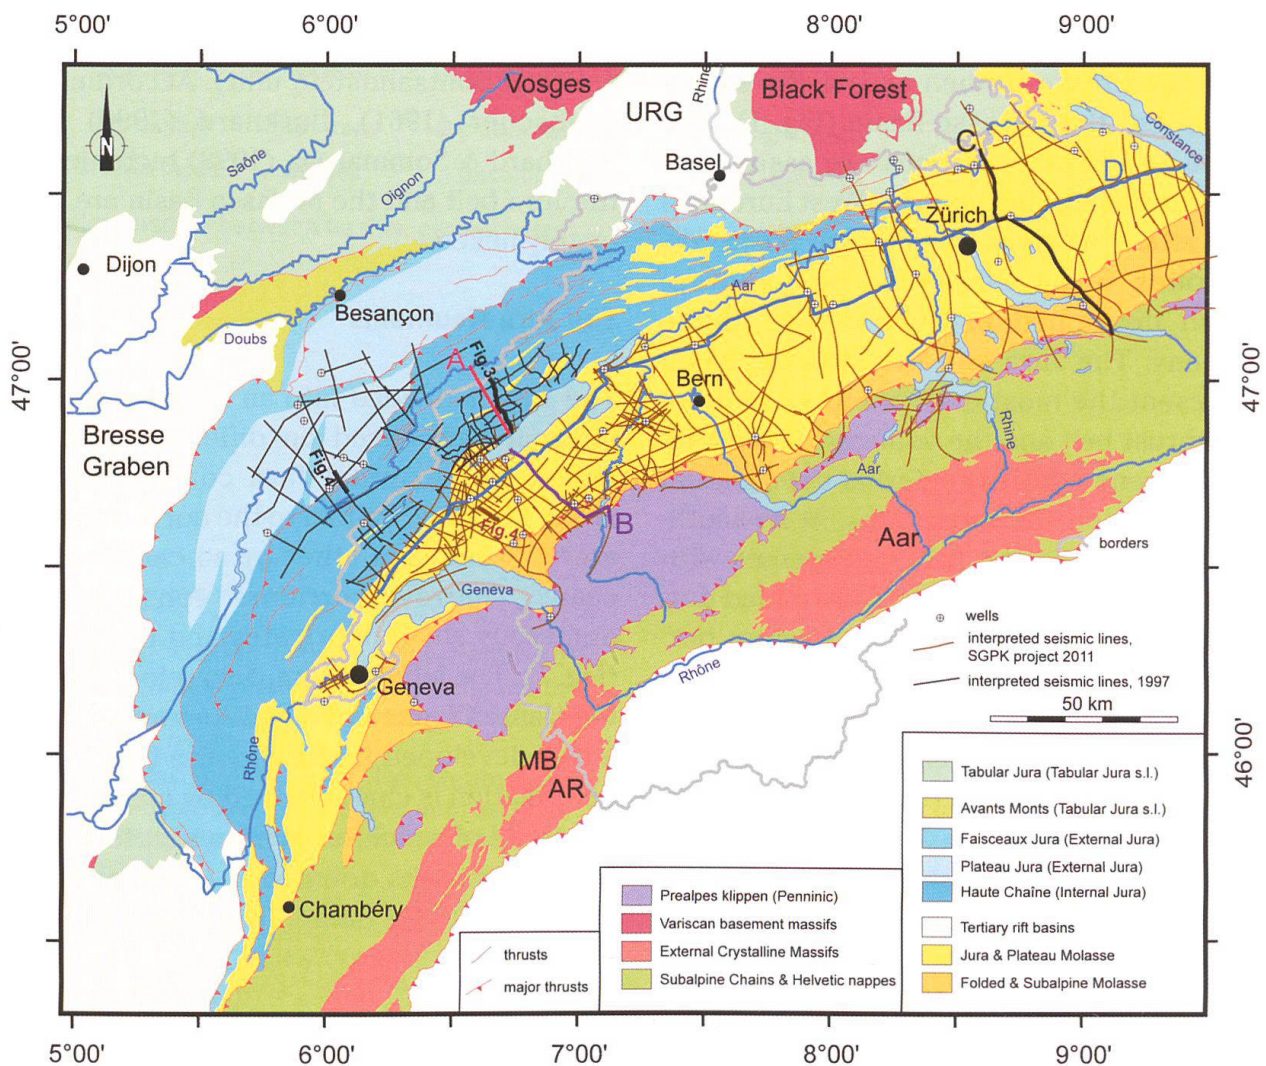 5°00'
6°00'
8°00'
9°00'
Vosges
Black Forest
URG
Rhine
Basel
Constance
C
D
Saône
Oignon
Zürich
N
Dijon
Besançon
Aar
Doubs
47°00'
47°00'
A
Fig.3
Bern
Bresse
Graben
Fig.4
Rhine
Aar
Fig.4
B
Aar
borders
Geneva
wells
interpreted seismic lines,
SGPK project 2011
interpreted seismic lines, 1997
50 km
Geneva
Rhône
Rhône
MB
AR
46°00'
Tabular Jura (Tabular Jura s.l.)
Avants Monts (Tabular Jura s.l.)
Faisceaux Jura (External Jura)
Plateau Jura (External Jura)
Haute Chaîne (Internal Jura)
Tertiary rift basins
Jura & Plateau Molasse
Folded & Subalpine Molasse
Prealpes klippen (Penninic)
Variscan basement massifs
External Crystalline Massifs
Subalpine Chains & Helvetic nappes
Chambéry
thrusts
major thrusts
5°00'
6°00'
7°00'
8°00'
9°00'